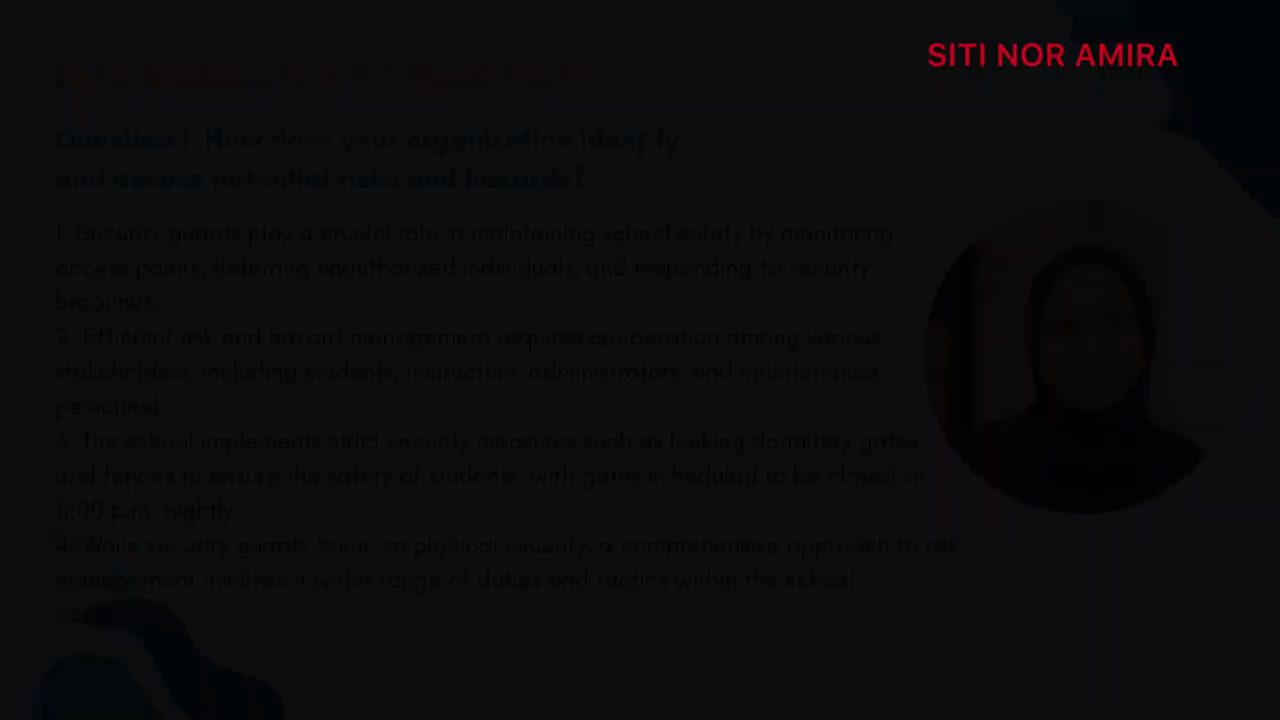 SITI NOR AMIRA
RISK MANAGEMENT PRACTICES
Question 1: How does your organization identify
and assess potential risks and hazards?
1. Security guards play a crucial role in maintaining school safety by monitoring
access points, deterring unauthorized individuals, and responding to security
breaches.
2. Efficient risk and hazard management requires cooperation among various
stakeholders, including students, instructors, administrators, and maintenance
personnel.
3. The school implements strict security measures such as locking dormitory gates
and fences to ensure the safety of students, with gates scheduled to be closed at
p.m. nightly.
4. While security guards focus on physical security, a comprehensive approach to risk
management involves a wider range of duties and tactics within the school